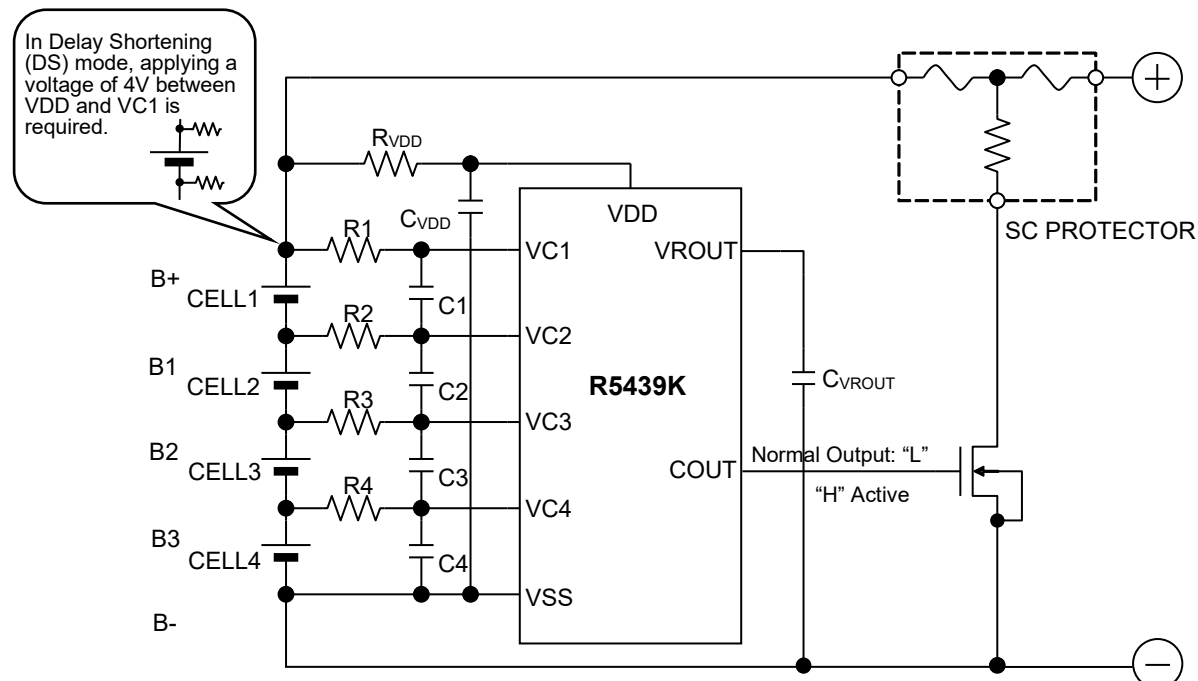 In Delay Shortening
(DS) mode, applying a
voltage of 4V between
VDD and VC1 is
required.
RVDD
CVDD
VDD
SC PROTECTOR
R1
VC1
VROUT
B+
CELL1
C1
R2
VC2
B1
CELL2
C2
R5439K
CVROUT
R3
VC3
B2
CELL3
C3
COUT
Normal Output: “L”
“H” Active
R4
VC4
B3
CELL4
C4
VSS
B-
+
−